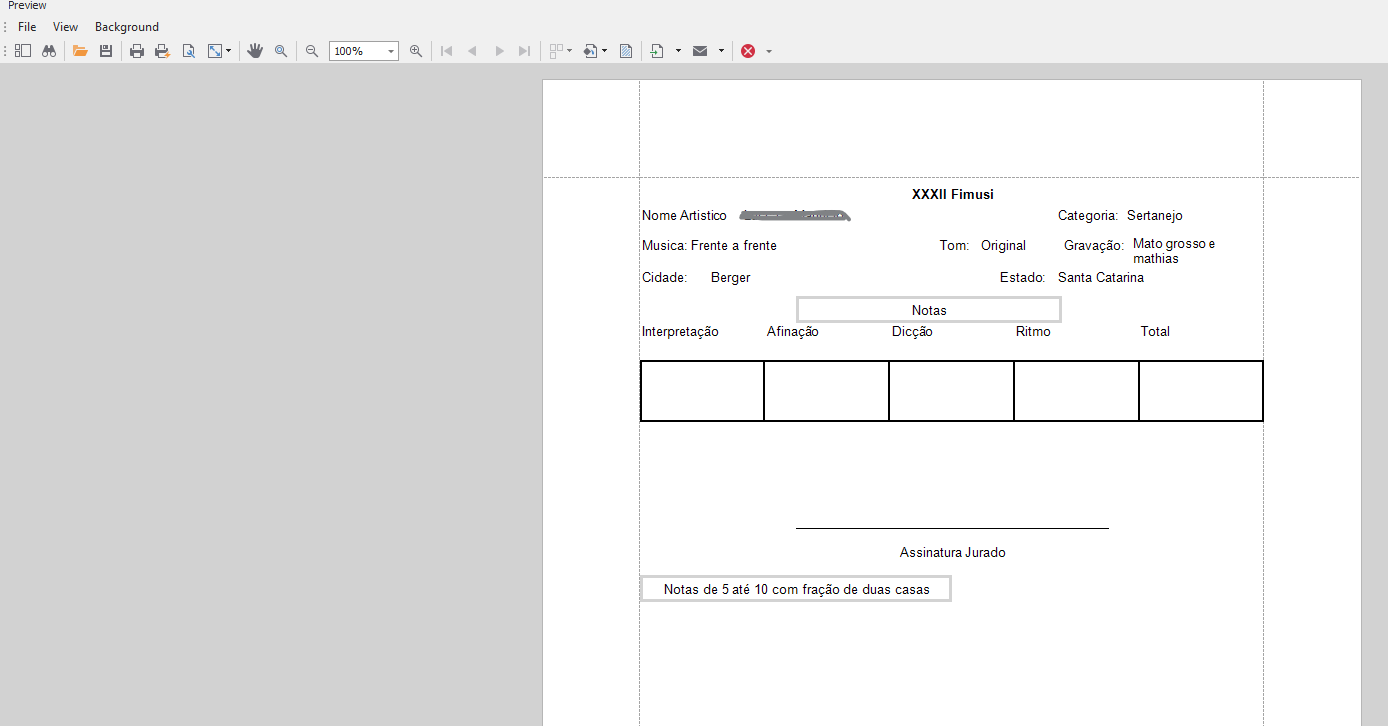 Preview
File View Background
100%
XXXII Fimusi
Nome Artistico Categoria: Sertanejo
Musica: Frente a frente Tom: Original Gravação: Mato grosso e
mathias
Cidade: Berger Estado: Santa Catarina
Notas
Interpretação Afinação Dicção Ritmo Total
Assinatura Jurado
Notas de 5 até 10 com fração de duas casas